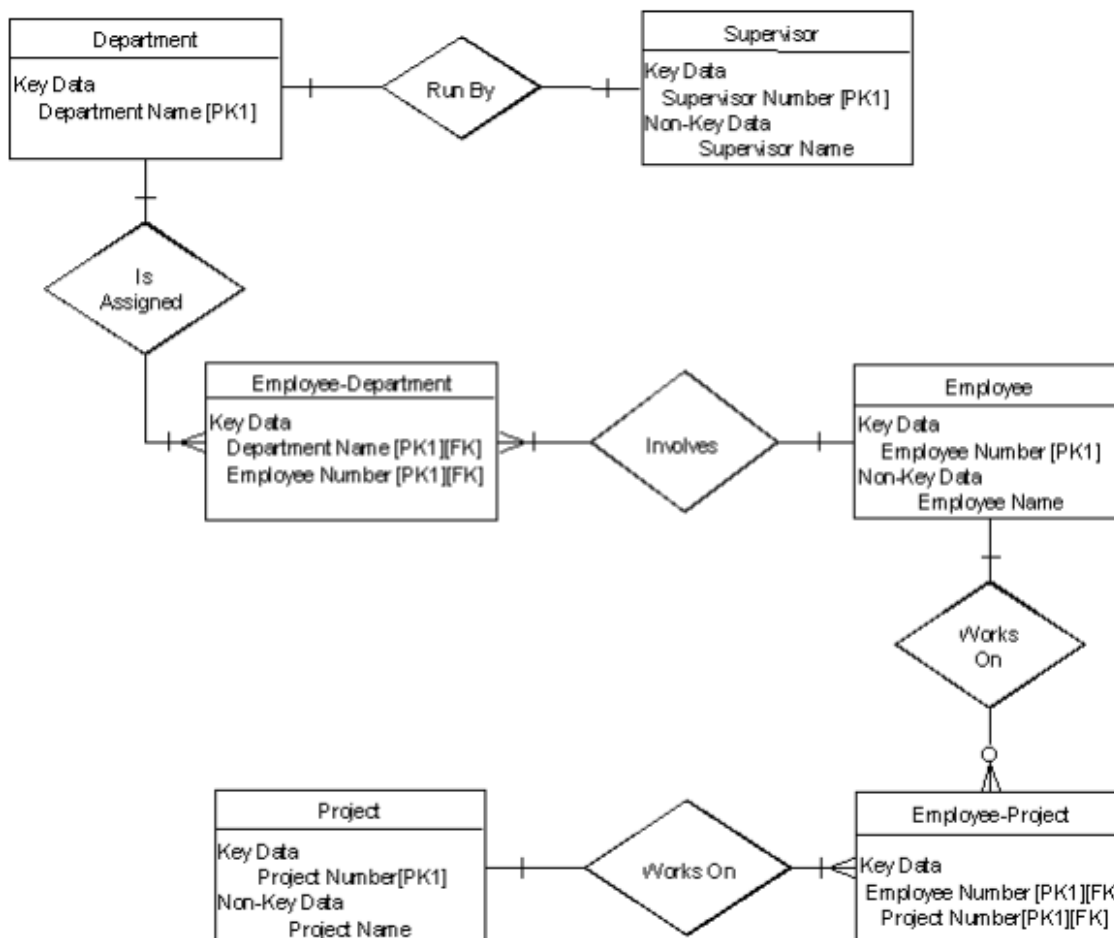 Department
Key Data
Department Name [PK1]
Run By
Supervisor
Key Data
Supervisor Number [PK1]
Non-Key Data
Supervisor Name
Is
Assigned
Employee-Department
Key Data
Department Name [PK1][FK]
Employee Number [PK1][FK]
Involves
Employee
Key Data
Employee Number [PK1]
Non-Key Data
Employee Name
Works
On
Project
Key Data
Project Number[PK1]
Non-Key Data
Project Name
Works On
Employee-Project
Key Data
Employee Number [PK1][FK
Project Number[PK1][FK]